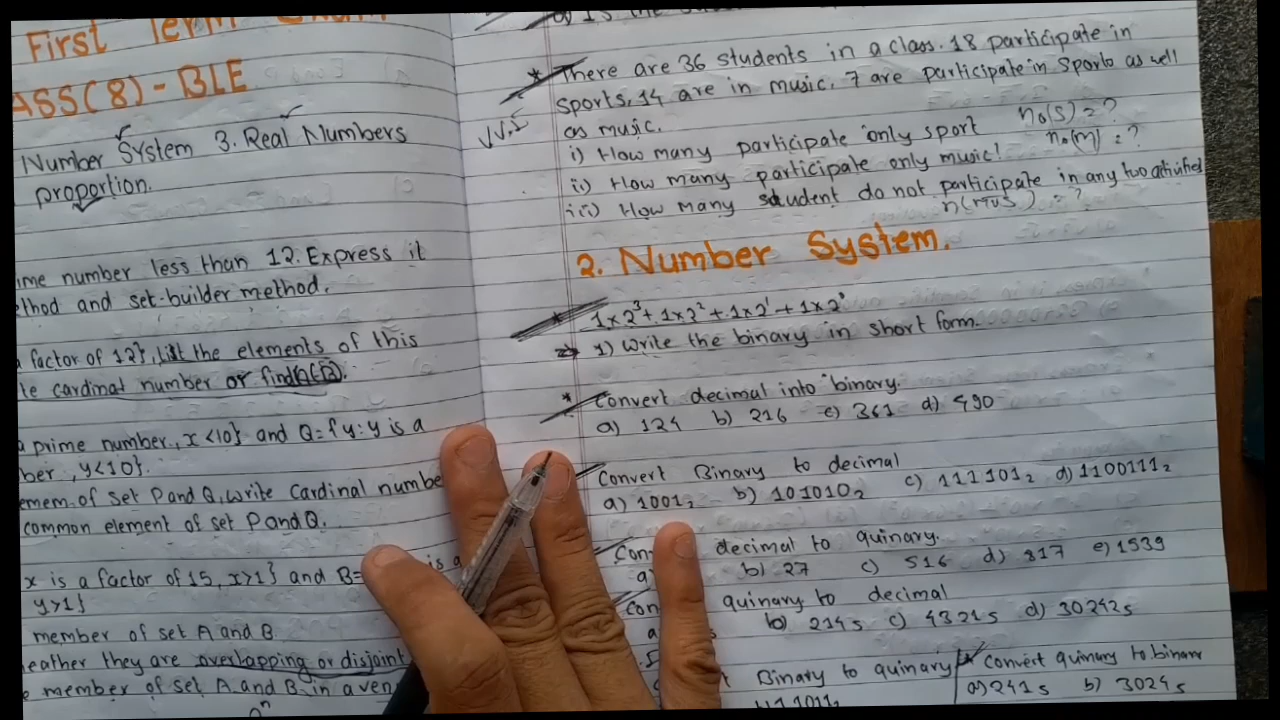 First Term Exam
ASS(8) - BLE
Number System 3. Real Numbers
proportion.
ime number less than 12. Express it
ethod and set-builder method.
factor of 12}, list the elements of this
te cardinal number or find
a prime number, x <10} and Q={y:y is a
ber, y<10}.
emem. of set P and Q, write cardinal numbe
common element of set P and Q.
x is a factor of 15, x>1} and B= is a
y>1}
member of set A and B
eather they are overlapping or disjoint
e member of set A and B in a ven
* There are 36 students in a class. 18 participate in
sports, 14 are in music, 7 are participate in sports as well
as music.
V.V.I
i) How many participate only sport n₀(S) = ?
ii) How many participate only music! n₀(M) = ?
iii) How many student do not participate in any two activities
= ?
2. Number System.
* 1×2³ + 1×2² + 1×2¹ + 1×2⁰
⇒ 1) Write the binary in short form.
* Convert decimal into binary.
a) 124 b) 216 c) 361 d) 490
Convert Binary to decimal
a) 1001₂ b) 101010₂ c) 111101₂ d) 1100111₂
Con decimal to quinary.
a) b) 27 c) 516 d) 817 e) 1539
Con quinary to decimal
a b) 214₅ c) 4321₅ d) 30242₅
Binary to quinary
* Convert quinary to binary
a) 241₅ b) 3024₅